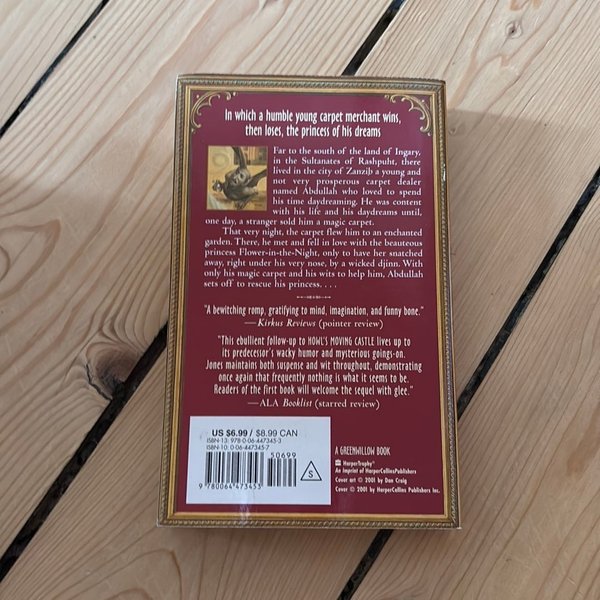 In which a humble young carpet merchant wins,
then loses, the princess of his dreams
Far to the south of the land of Ingary,
in the Sultanates of Rashpuht, there
lived in the city of Zanzib a young and
not very prosperous carpet dealer
named Abdullah who loved to spend
his time daydreaming. He was content
with his life and his daydreams until,
one day, a stranger sold him a magic carpet.
That very night, the carpet flew him to an enchanted
garden. There, he met and fell in love with the beauteous
princess Flower-in-the-Night, only to have her snatched
away, right under his very nose, by a wicked djinn. With
only his magic carpet and his wits to help him, Abdullah
sets off to rescue his princess. . . .
"A bewitching romp, gratifying to mind, imagination, and funny bone."
—Kirkus Reviews (pointer review)
"This ebullient follow-up to HOWL'S MOVING CASTLE lives up to
its predecessor's wacky humor and mysterious goings-on.
Jones maintains both suspense and wit throughout, demonstrating
once again that frequently nothing is what it seems to be.
Readers of the first book will welcome the sequel with glee."
—ALA Booklist (starred review)
US $6.99 / $8.99 CAN
ISBN-13: 978-0-06-447345-3
ISBN-10: 0-06-447345-7
50699
S
9 780064 473453
A GREENWILLOW BOOK
HarperTrophy®
An Imprint of HarperCollinsPublishers
Cover art © 2001 by Dan Craig
Cover © 2001 by HarperCollins Publishers Inc.